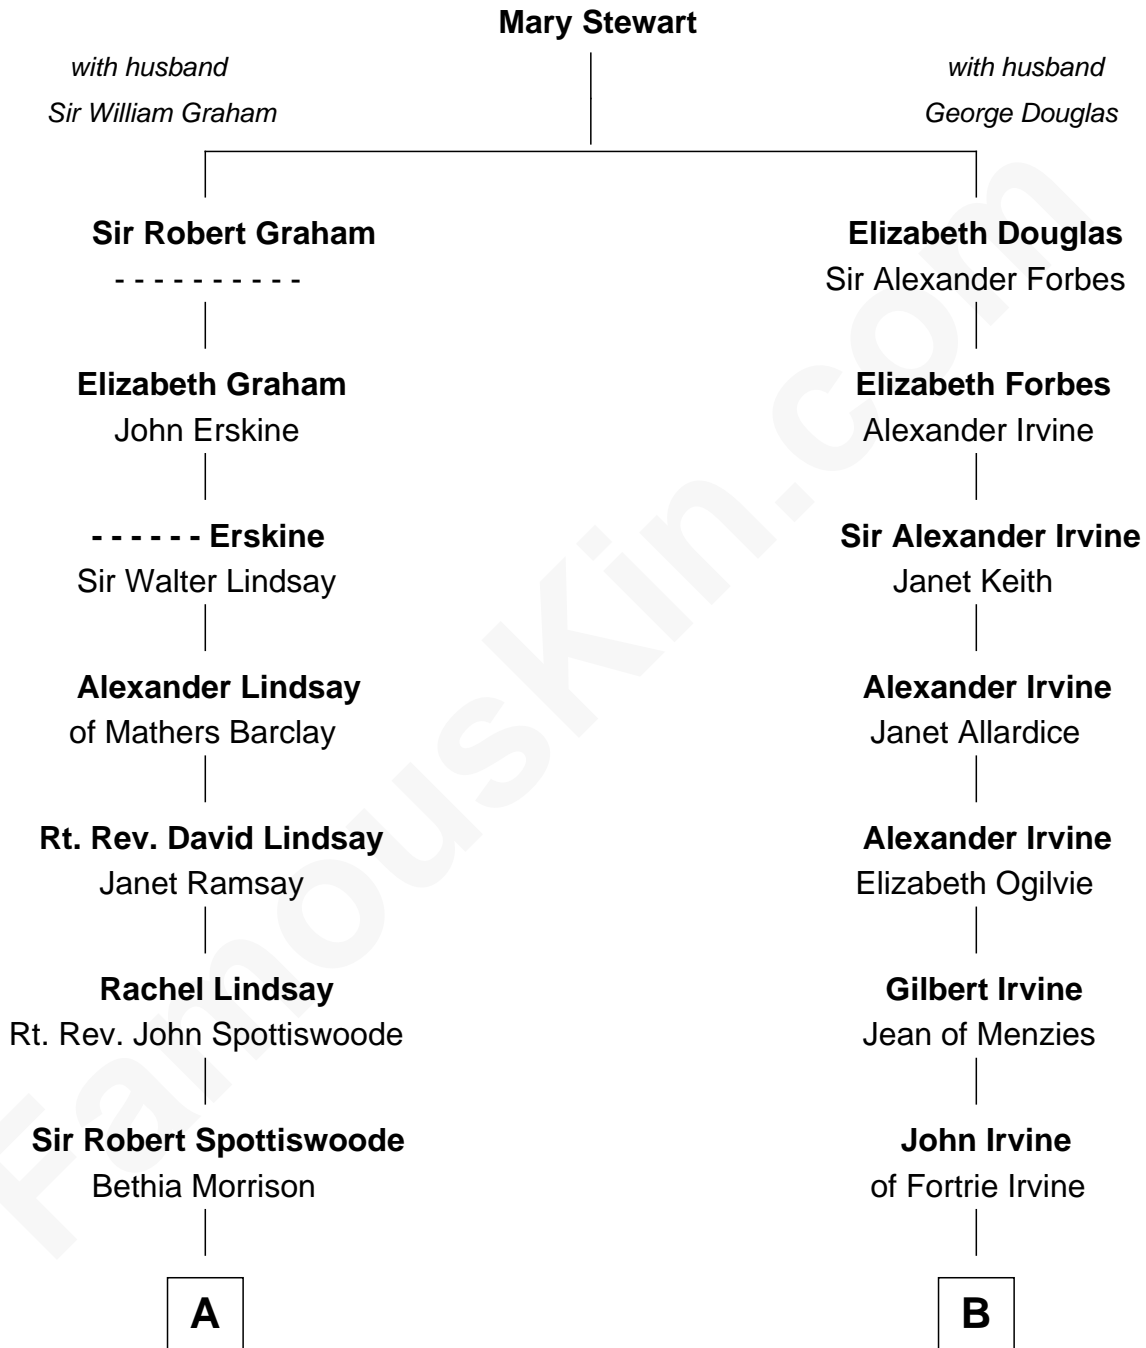 Mary Stewart
with husband
Sir William Graham
with husband
George Douglas
Sir Robert Graham
- - - - - - - - - -
Elizabeth Douglas
Sir Alexander Forbes
Elizabeth Graham
John Erskine
Elizabeth Forbes
Alexander Irvine
- - - - - - Erskine
Sir Walter Lindsay
Sir Alexander Irvine
Janet Keith
Alexander Lindsay
of Mathers Barclay
Alexander Irvine
Janet Allardice
Rt. Rev. David Lindsay
Janet Ramsay
Alexander Irvine
Elizabeth Ogilvie
Rachel Lindsay
Rt. Rev. John Spottiswoode
Gilbert Irvine
Jean of Menzies
Sir Robert Spottiswoode
Bethia Morrison
John Irvine
of Fortrie Irvine
A
B
FamousKin.com